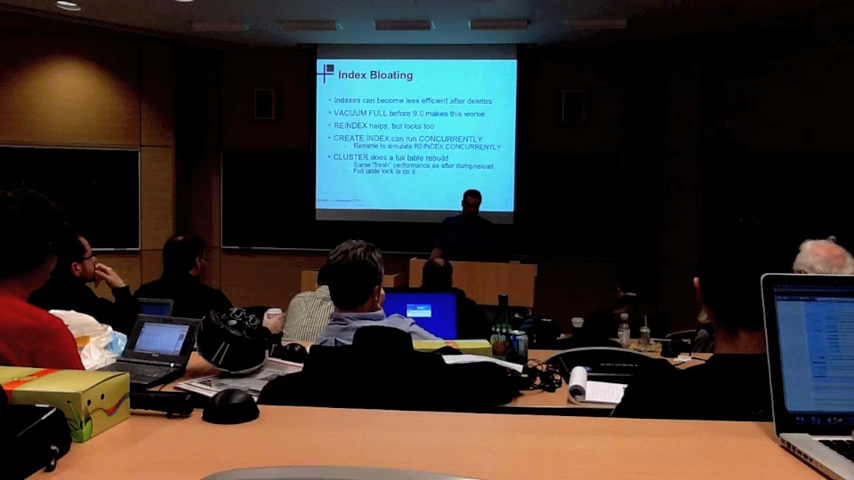 Index Bloating
• Indexes can become less efficient after deletes
• VACUUM FULL before 9.0 makes this worse
• REINDEX helps, but locks too
• CREATE INDEX can run CONCURRENTLY
– Rename to simulate REINDEX CONCURRENTLY
• CLUSTER does a full table rebuild
– Same "fresh" performance as after dump/reload
– Full table lock to do it